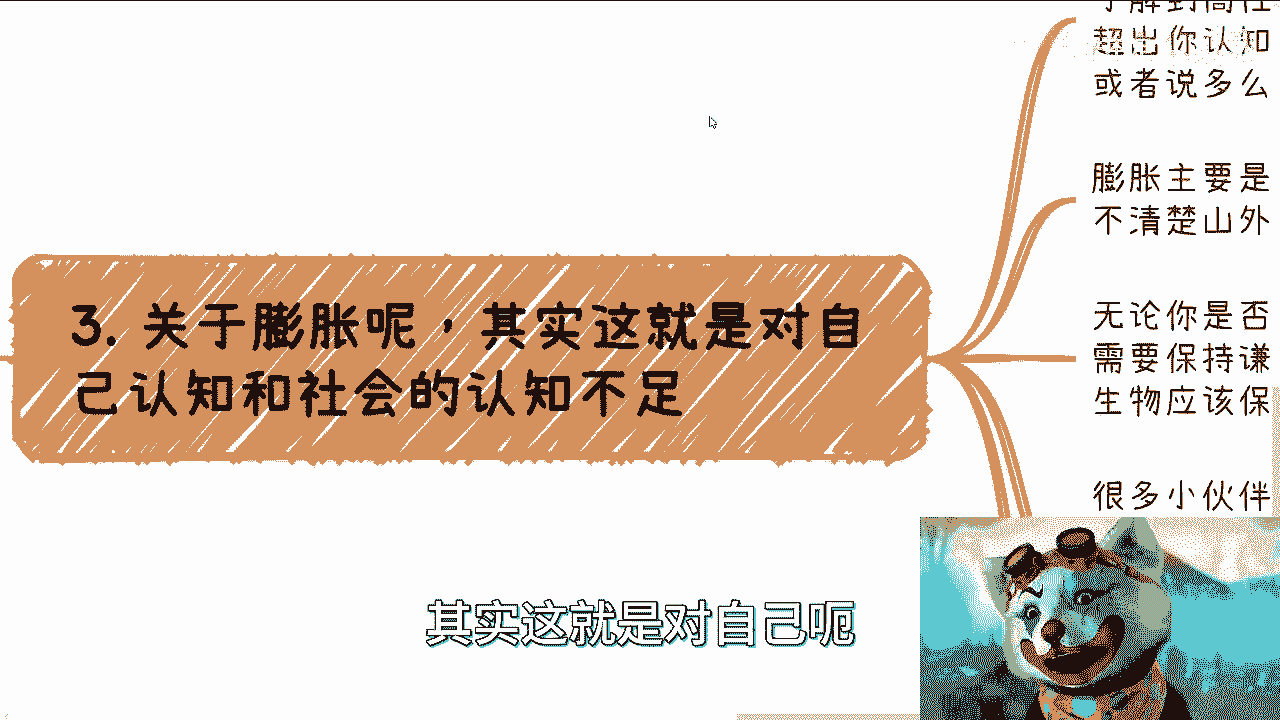 超出你认知
或者说多么
膨胀主要是
不清楚山外
无论你是否
需要保持谦
生物应该保
很多小伙伴
3. 关于膨胀呢，其实这就是对自
己认知和社会的认知不足
其实这就是对自己呃